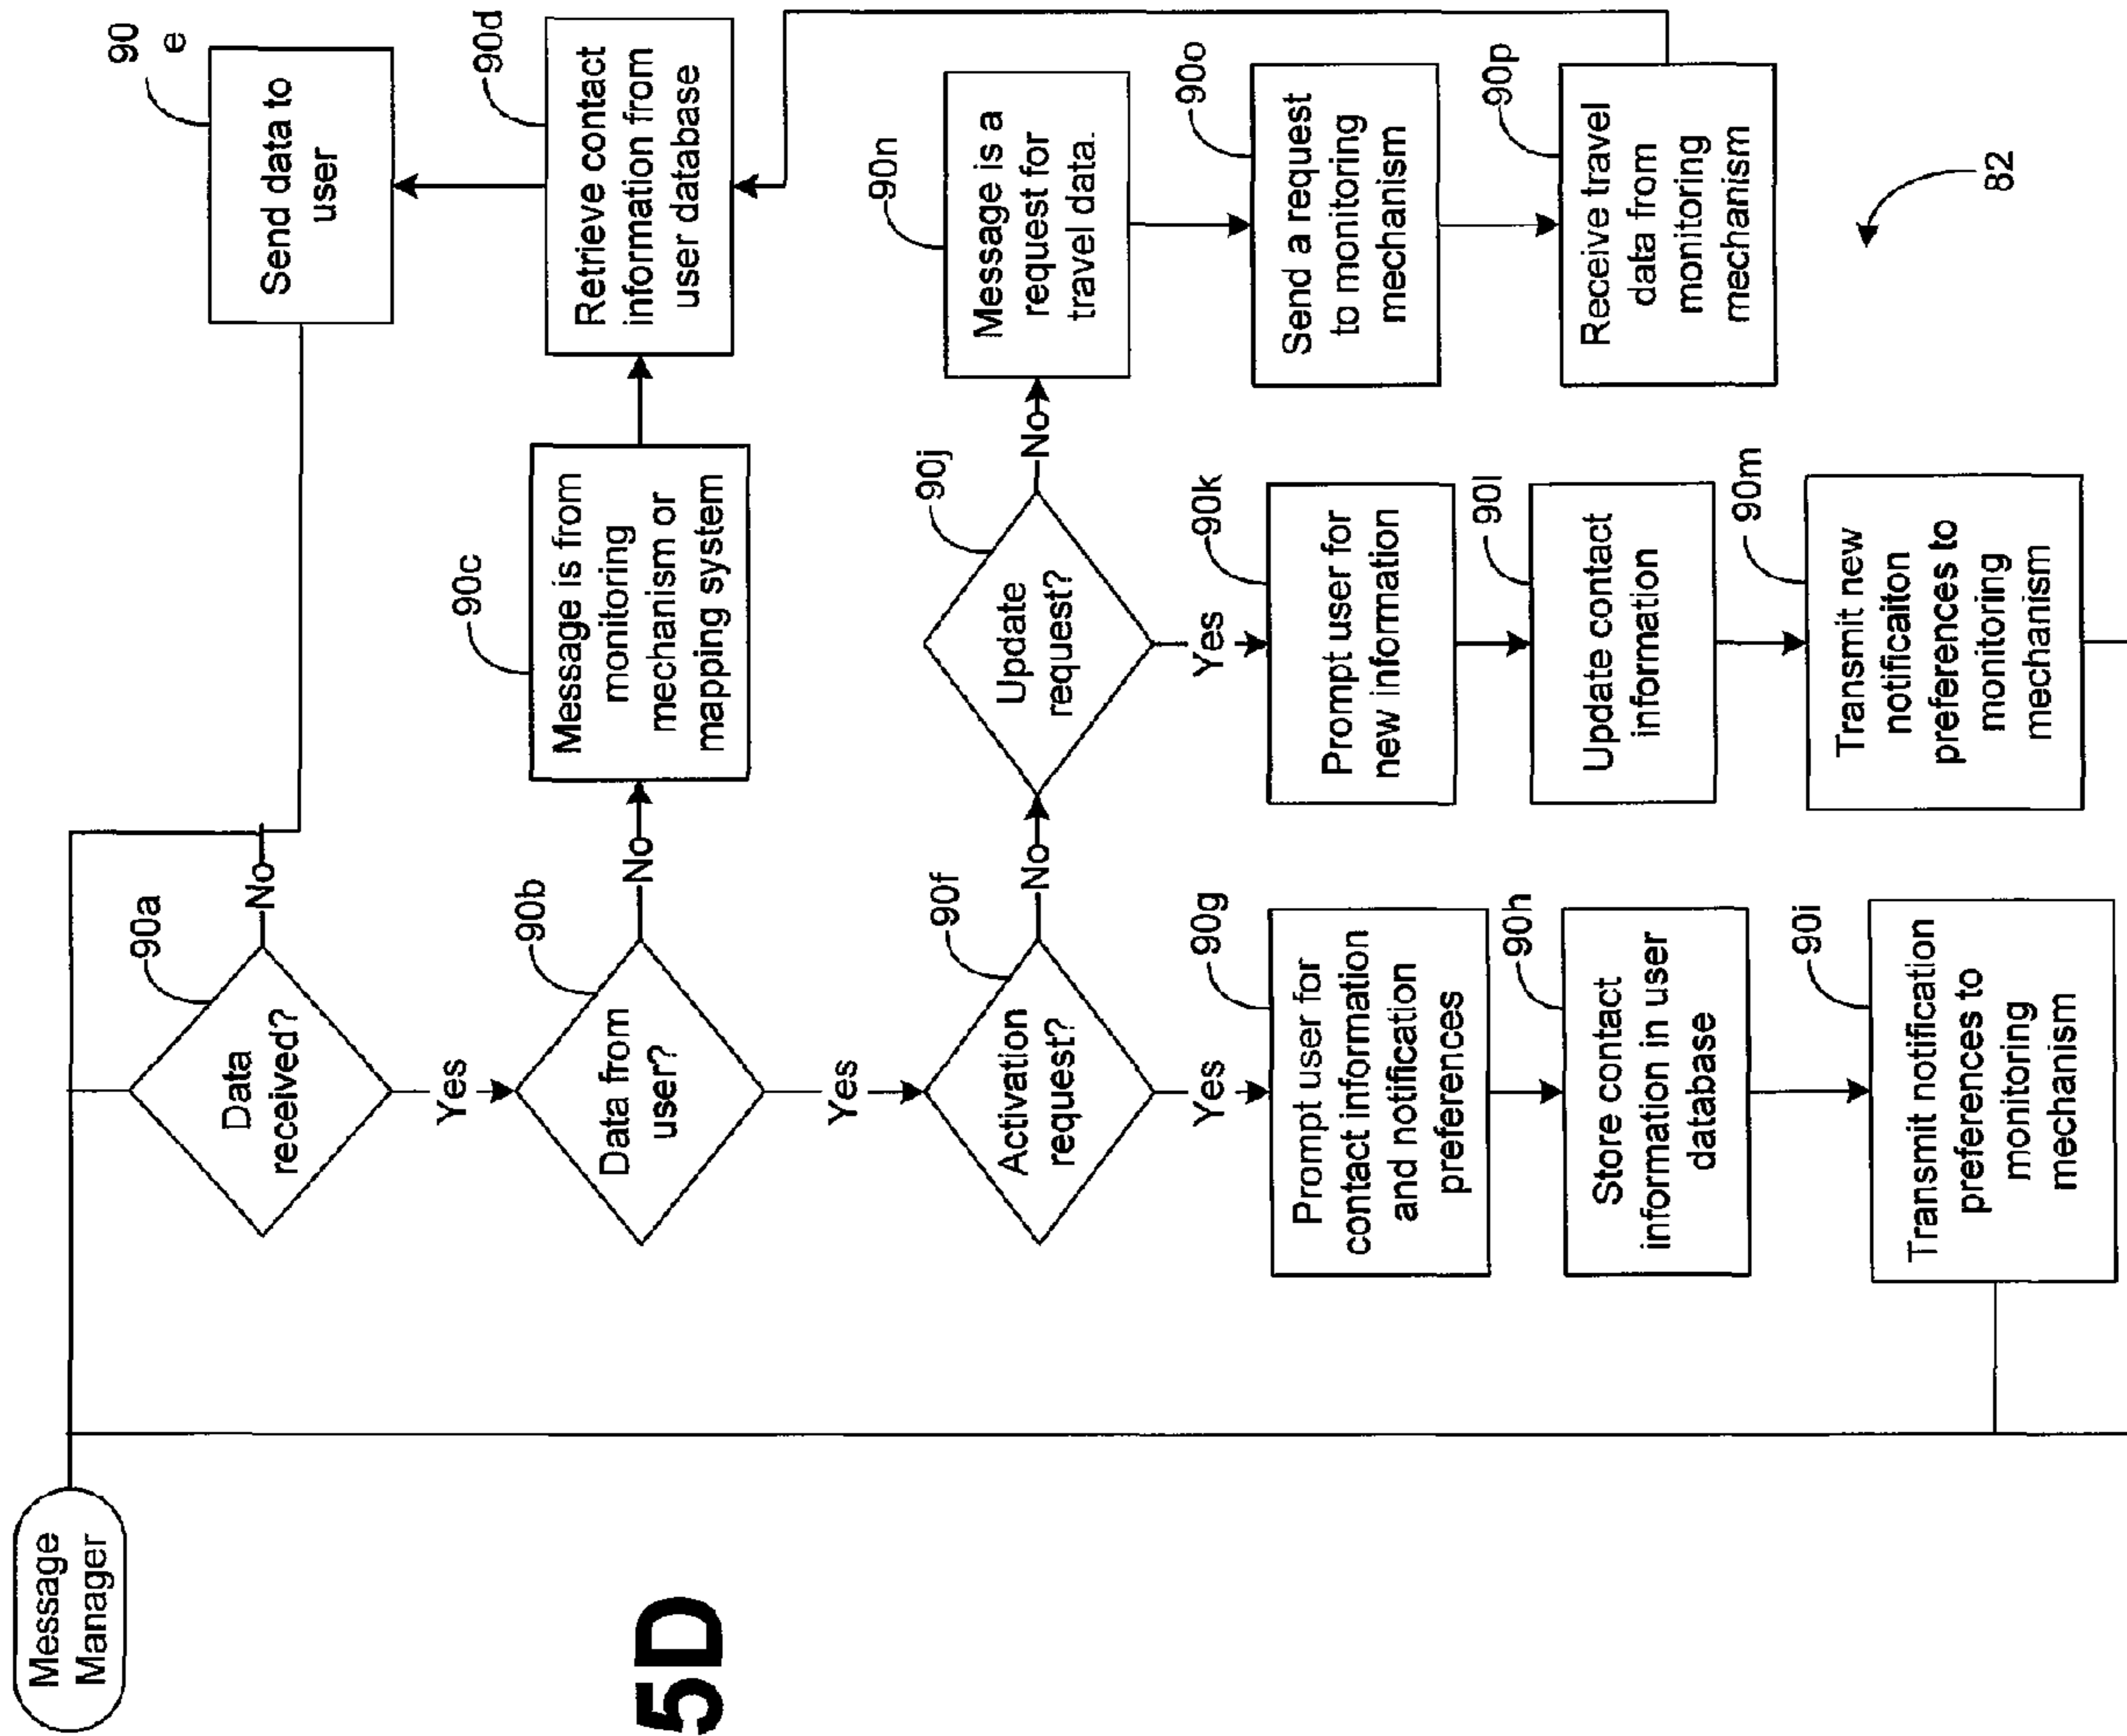 Message
Manager
5D
90a
Data
received?
No
Yes
90
e
Send data to
user
90b
Data from
user?
No
Yes
90c
Message is from
monitoring
mechanism or
mapping system
90d
Retrieve contact
information from
user database
90f
Activation
request?
No
Yes
90j
Update
request?
No
Yes
90n
Message is a
request for
travel data.
90g
Prompt user for
contact information
and notification
preferences
90k
Prompt user for
new information
90o
Send a request
to monitoring
mechanism
90h
Store contact
information in user
database
90l
Update contact
information
90p
Receive travel
data from
monitoring
mechanism
90i
Transmit notification
preferences to
monitoring
mechanism
90m
Transmit new
notificaiton
preferences to
monitoring
mechanism
82